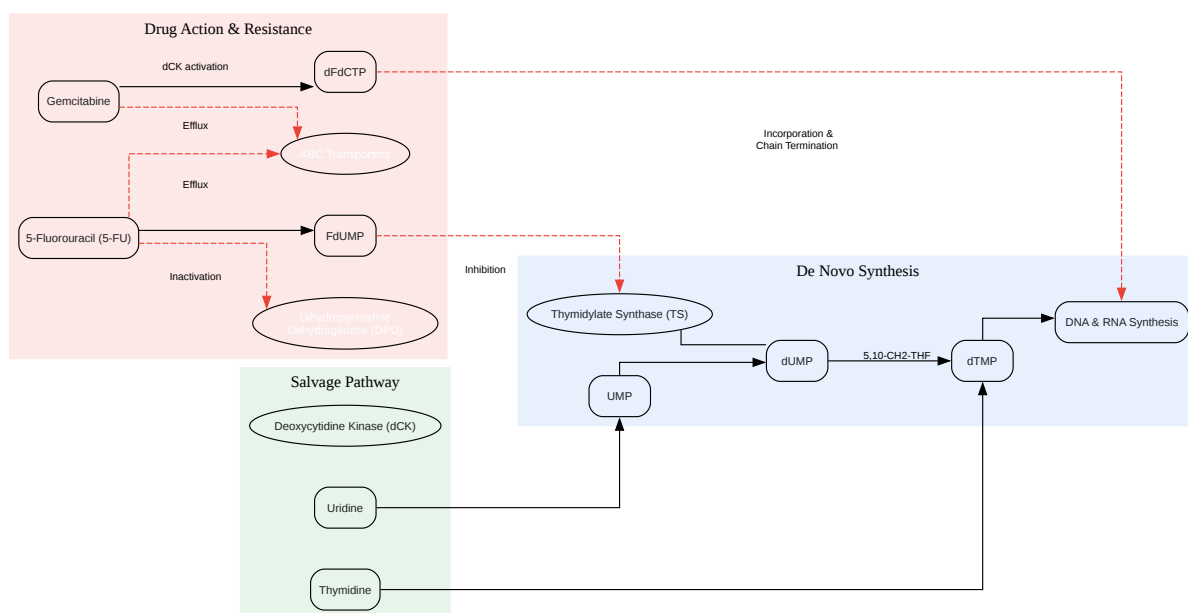 Drug Action & Resistance
dCK activation
dFdCTP
Gemcitabine
Efflux
ABC Transporters
Efflux
5-Fluorouracil (5-FU)
FdUMP
Inactivation
Dihydropyrimidine
Dehydrogenase (DPD)
Incorporation &
Chain Termination
Inhibition
De Novo Synthesis
Thymidylate Synthase (TS)
DNA & RNA Synthesis
dUMP
5,10-CH2-THF
dTMP
UMP
Salvage Pathway
Deoxycytidine Kinase (dCK)
Uridine
Thymidine